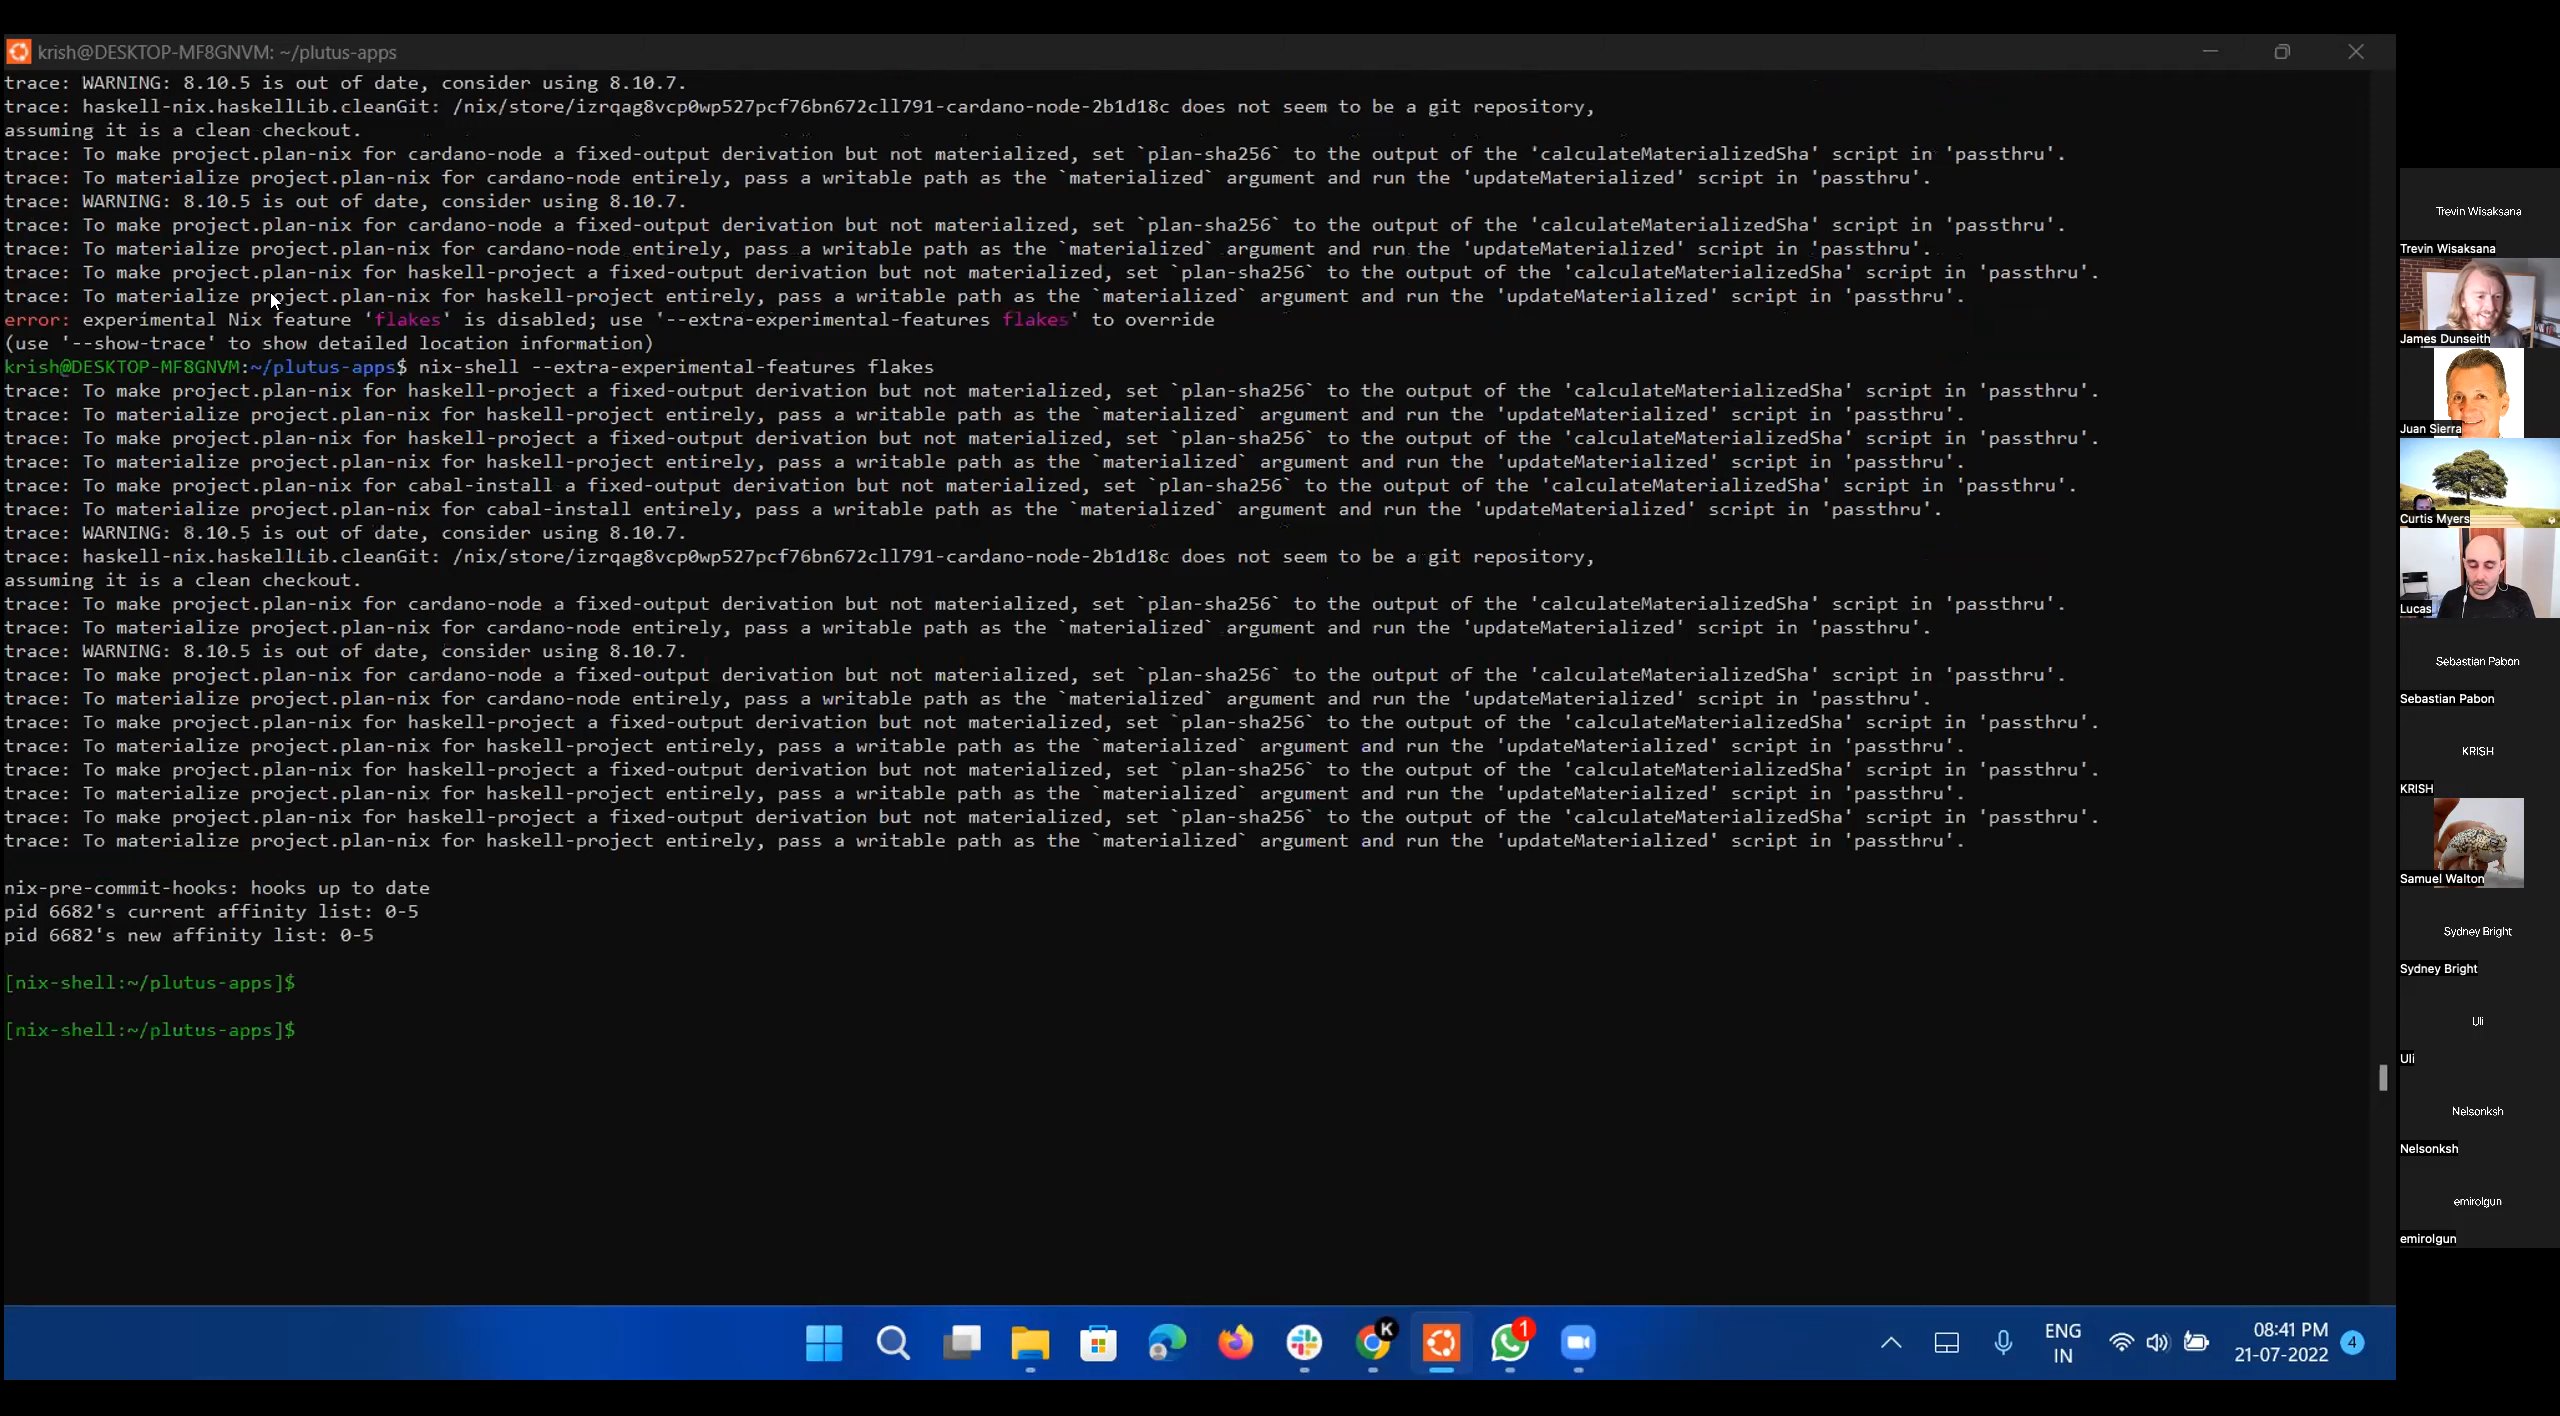 krish@DESKTOP-MF8GNVM: ~/plutus-apps
trace: WARNING: 8.10.5 is out of date, consider using 8.10.7.
trace: haskell-nix.haskellLib.cleanGit: /nix/store/izrqag8vcp0wp527pcf76bn672cll791-cardano-node-2b1d18c does not seem to be a git repository,
assuming it is a clean checkout.
trace: To make project.plan-nix for cardano-node a fixed-output derivation but not materialized, set `plan-sha256` to the output of the 'calculateMaterializedSha' script in 'passthru'.
trace: To materialize project.plan-nix for cardano-node entirely, pass a writable path as the `materialized` argument and run the 'updateMaterialized' script in 'passthru'.
trace: WARNING: 8.10.5 is out of date, consider using 8.10.7.
trace: To make project.plan-nix for cardano-node a fixed-output derivation but not materialized, set `plan-sha256` to the output of the 'calculateMaterializedSha' script in 'passthru'.
trace: To materialize project.plan-nix for cardano-node entirely, pass a writable path as the `materialized` argument and run the 'updateMaterialized' script in 'passthru'.
trace: To make project.plan-nix for haskell-project a fixed-output derivation but not materialized, set `plan-sha256` to the output of the 'calculateMaterializedSha' script in 'passthru'.
trace: To materialize project.plan-nix for haskell-project entirely, pass a writable path as the `materialized` argument and run the 'updateMaterialized' script in 'passthru'.
error: experimental Nix feature 'flakes' is disabled; use '--extra-experimental-features flakes' to override
(use '--show-trace' to show detailed location information)
krish@DESKTOP-MF8GNVM:~/plutus-apps$ nix-shell --extra-experimental-features flakes
trace: To make project.plan-nix for haskell-project a fixed-output derivation but not materialized, set `plan-sha256` to the output of the 'calculateMaterializedSha' script in 'passthru'.
trace: To materialize project.plan-nix for haskell-project entirely, pass a writable path as the `materialized` argument and run the 'updateMaterialized' script in 'passthru'.
trace: To make project.plan-nix for haskell-project a fixed-output derivation but not materialized, set `plan-sha256` to the output of the 'calculateMaterializedSha' script in 'passthru'.
trace: To materialize project.plan-nix for haskell-project entirely, pass a writable path as the `materialized` argument and run the 'updateMaterialized' script in 'passthru'.
trace: To make project.plan-nix for cabal-install a fixed-output derivation but not materialized, set `plan-sha256` to the output of the 'calculateMaterializedSha' script in 'passthru'.
trace: To materialize project.plan-nix for cabal-install entirely, pass a writable path as the `materialized` argument and run the 'updateMaterialized' script in 'passthru'.
trace: WARNING: 8.10.5 is out of date, consider using 8.10.7.
trace: haskell-nix.haskellLib.cleanGit: /nix/store/izrqag8vcp0wp527pcf76bn672cll791-cardano-node-2b1d18c does not seem to be a git repository,
assuming it is a clean checkout.
trace: To make project.plan-nix for cardano-node a fixed-output derivation but not materialized, set `plan-sha256` to the output of the 'calculateMaterializedSha' script in 'passthru'.
trace: To materialize project.plan-nix for cardano-node entirely, pass a writable path as the `materialized` argument and run the 'updateMaterialized' script in 'passthru'.
trace: WARNING: 8.10.5 is out of date, consider using 8.10.7.
trace: To make project.plan-nix for cardano-node a fixed-output derivation but not materialized, set `plan-sha256` to the output of the 'calculateMaterializedSha' script in 'passthru'.
trace: To materialize project.plan-nix for cardano-node entirely, pass a writable path as the `materialized` argument and run the 'updateMaterialized' script in 'passthru'.
trace: To make project.plan-nix for haskell-project a fixed-output derivation but not materialized, set `plan-sha256` to the output of the 'calculateMaterializedSha' script in 'passthru'.
trace: To materialize project.plan-nix for haskell-project entirely, pass a writable path as the `materialized` argument and run the 'updateMaterialized' script in 'passthru'.
trace: To make project.plan-nix for haskell-project a fixed-output derivation but not materialized, set `plan-sha256` to the output of the 'calculateMaterializedSha' script in 'passthru'.
trace: To materialize project.plan-nix for haskell-project entirely, pass a writable path as the `materialized` argument and run the 'updateMaterialized' script in 'passthru'.
trace: To make project.plan-nix for haskell-project a fixed-output derivation but not materialized, set `plan-sha256` to the output of the 'calculateMaterializedSha' script in 'passthru'.
trace: To materialize project.plan-nix for haskell-project entirely, pass a writable path as the `materialized` argument and run the 'updateMaterialized' script in 'passthru'.
nix-pre-commit-hooks: hooks up to date
pid 6682's current affinity list: 0-5
pid 6682's new affinity list: 0-5
[nix-shell:~/plutus-apps]$
[nix-shell:~/plutus-apps]$
Trevin Wisaksana
Trevin Wisaksana
James Dunseith
Juan Sierra
Curtis Myers
Lucas
Sebastian Pabon
Sebastian Pabon
KRISH
KRISH
Samuel Walton
Sydney Bright
Sydney Bright
Uli
Uli
Nelsonksh
Nelsonksh
emirolgun
emirolgun
K
1
ENG
IN
08:41 PM
21-07-2022
4